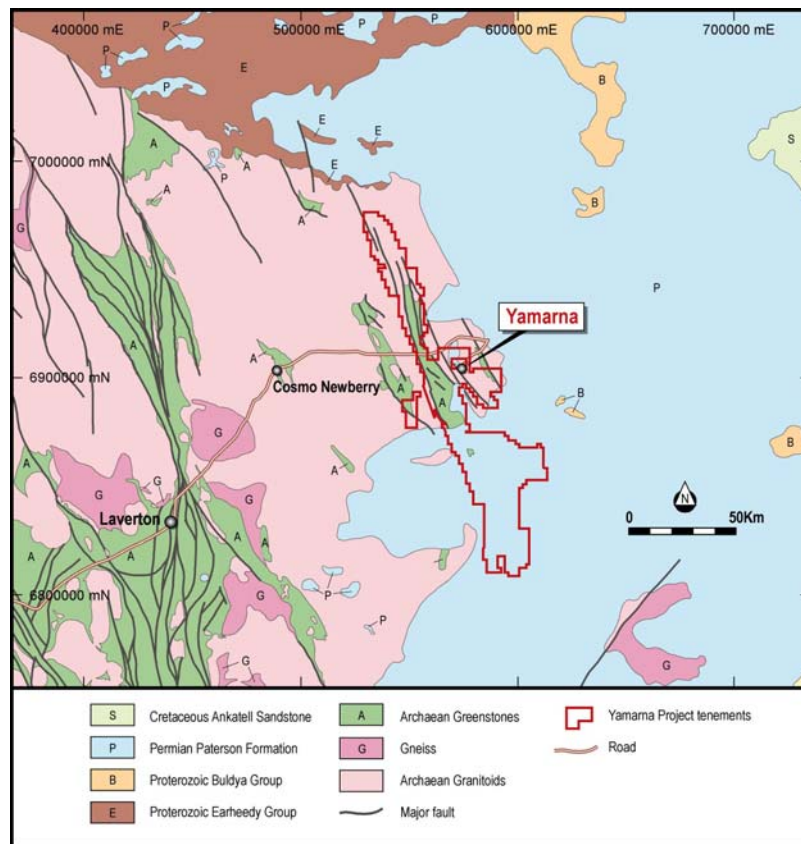 400000 mE
500000 mE
600000 mE
700000 mE
P
P
P
P
P
E
P
P
B
B
E
E
S
A
7000000 mN
A
P
E
A
A
B
G
P
Yamarna
A
A
6900000 mN
Cosmo Newberry
A
A
B
G
B
A
G
A
G
G
Laverton
A
A
A
A
N
0
50Km
A
G
P
6800000 mN
A
P
G
G
S
Cretaceous Ankatell Sandstone
A
Archaean Greenstones
Yamarna Project tenements
P
Permian Paterson Formation
G
Gneiss
Road
B
Proterozoic Buldya Group
Archaean Granitoids
E
Proterozoic Earheedy Group
Major fault